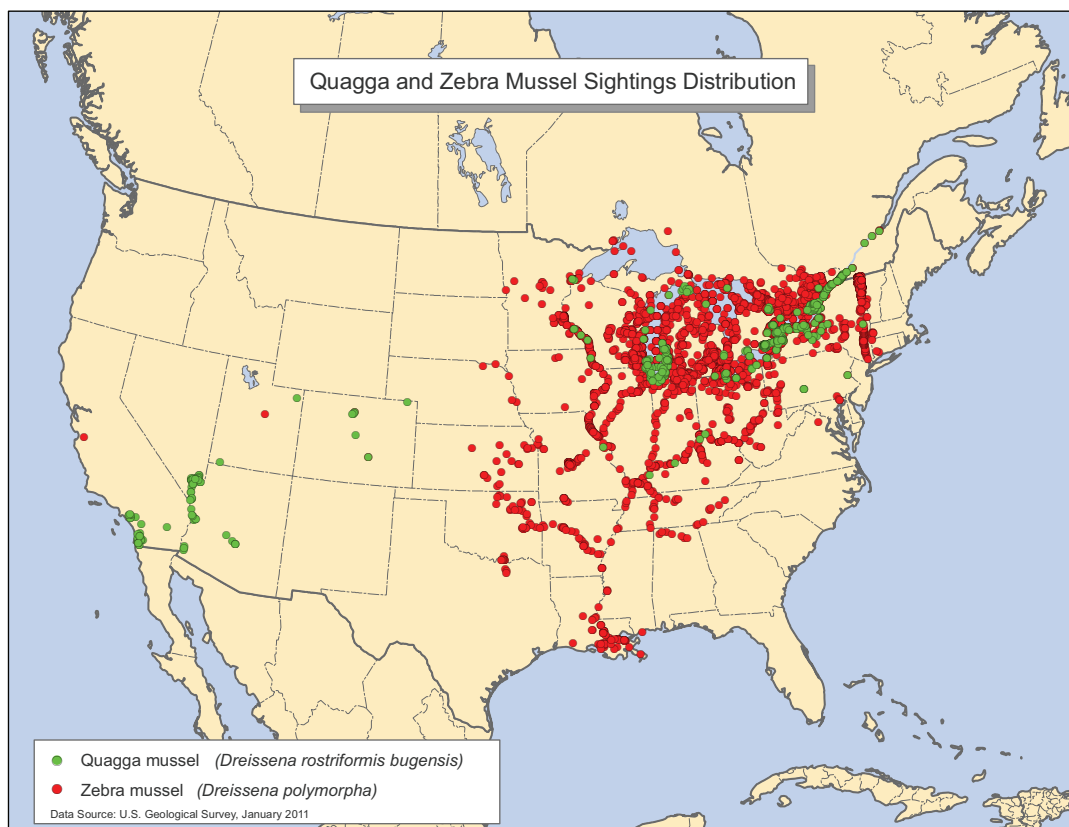 Quagga and Zebra Mussel Sightings Distribution
Quagga mussel (Dreissena rostriformis bugensis)
Zebra mussel (Dreissena polymorpha)
Data Source: U.S. Geological Survey, January 2011